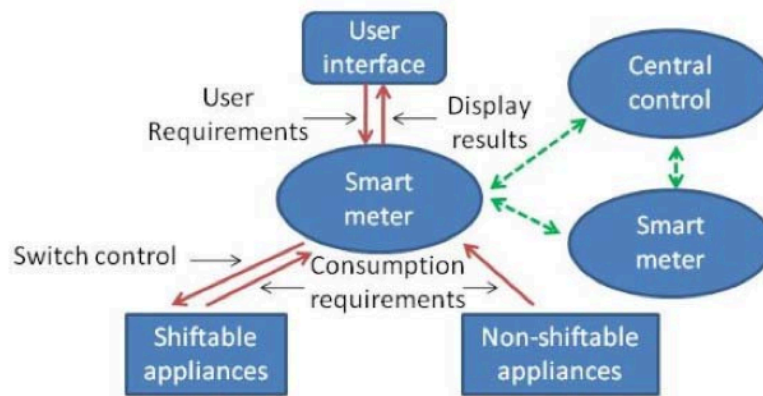 User
interface
Central
control
User
Requirements
Display
results
Smart
meter
Smart
meter
Switch control
Consumption
requirements
Shiftable
appliances
Non-shiftable
appliances